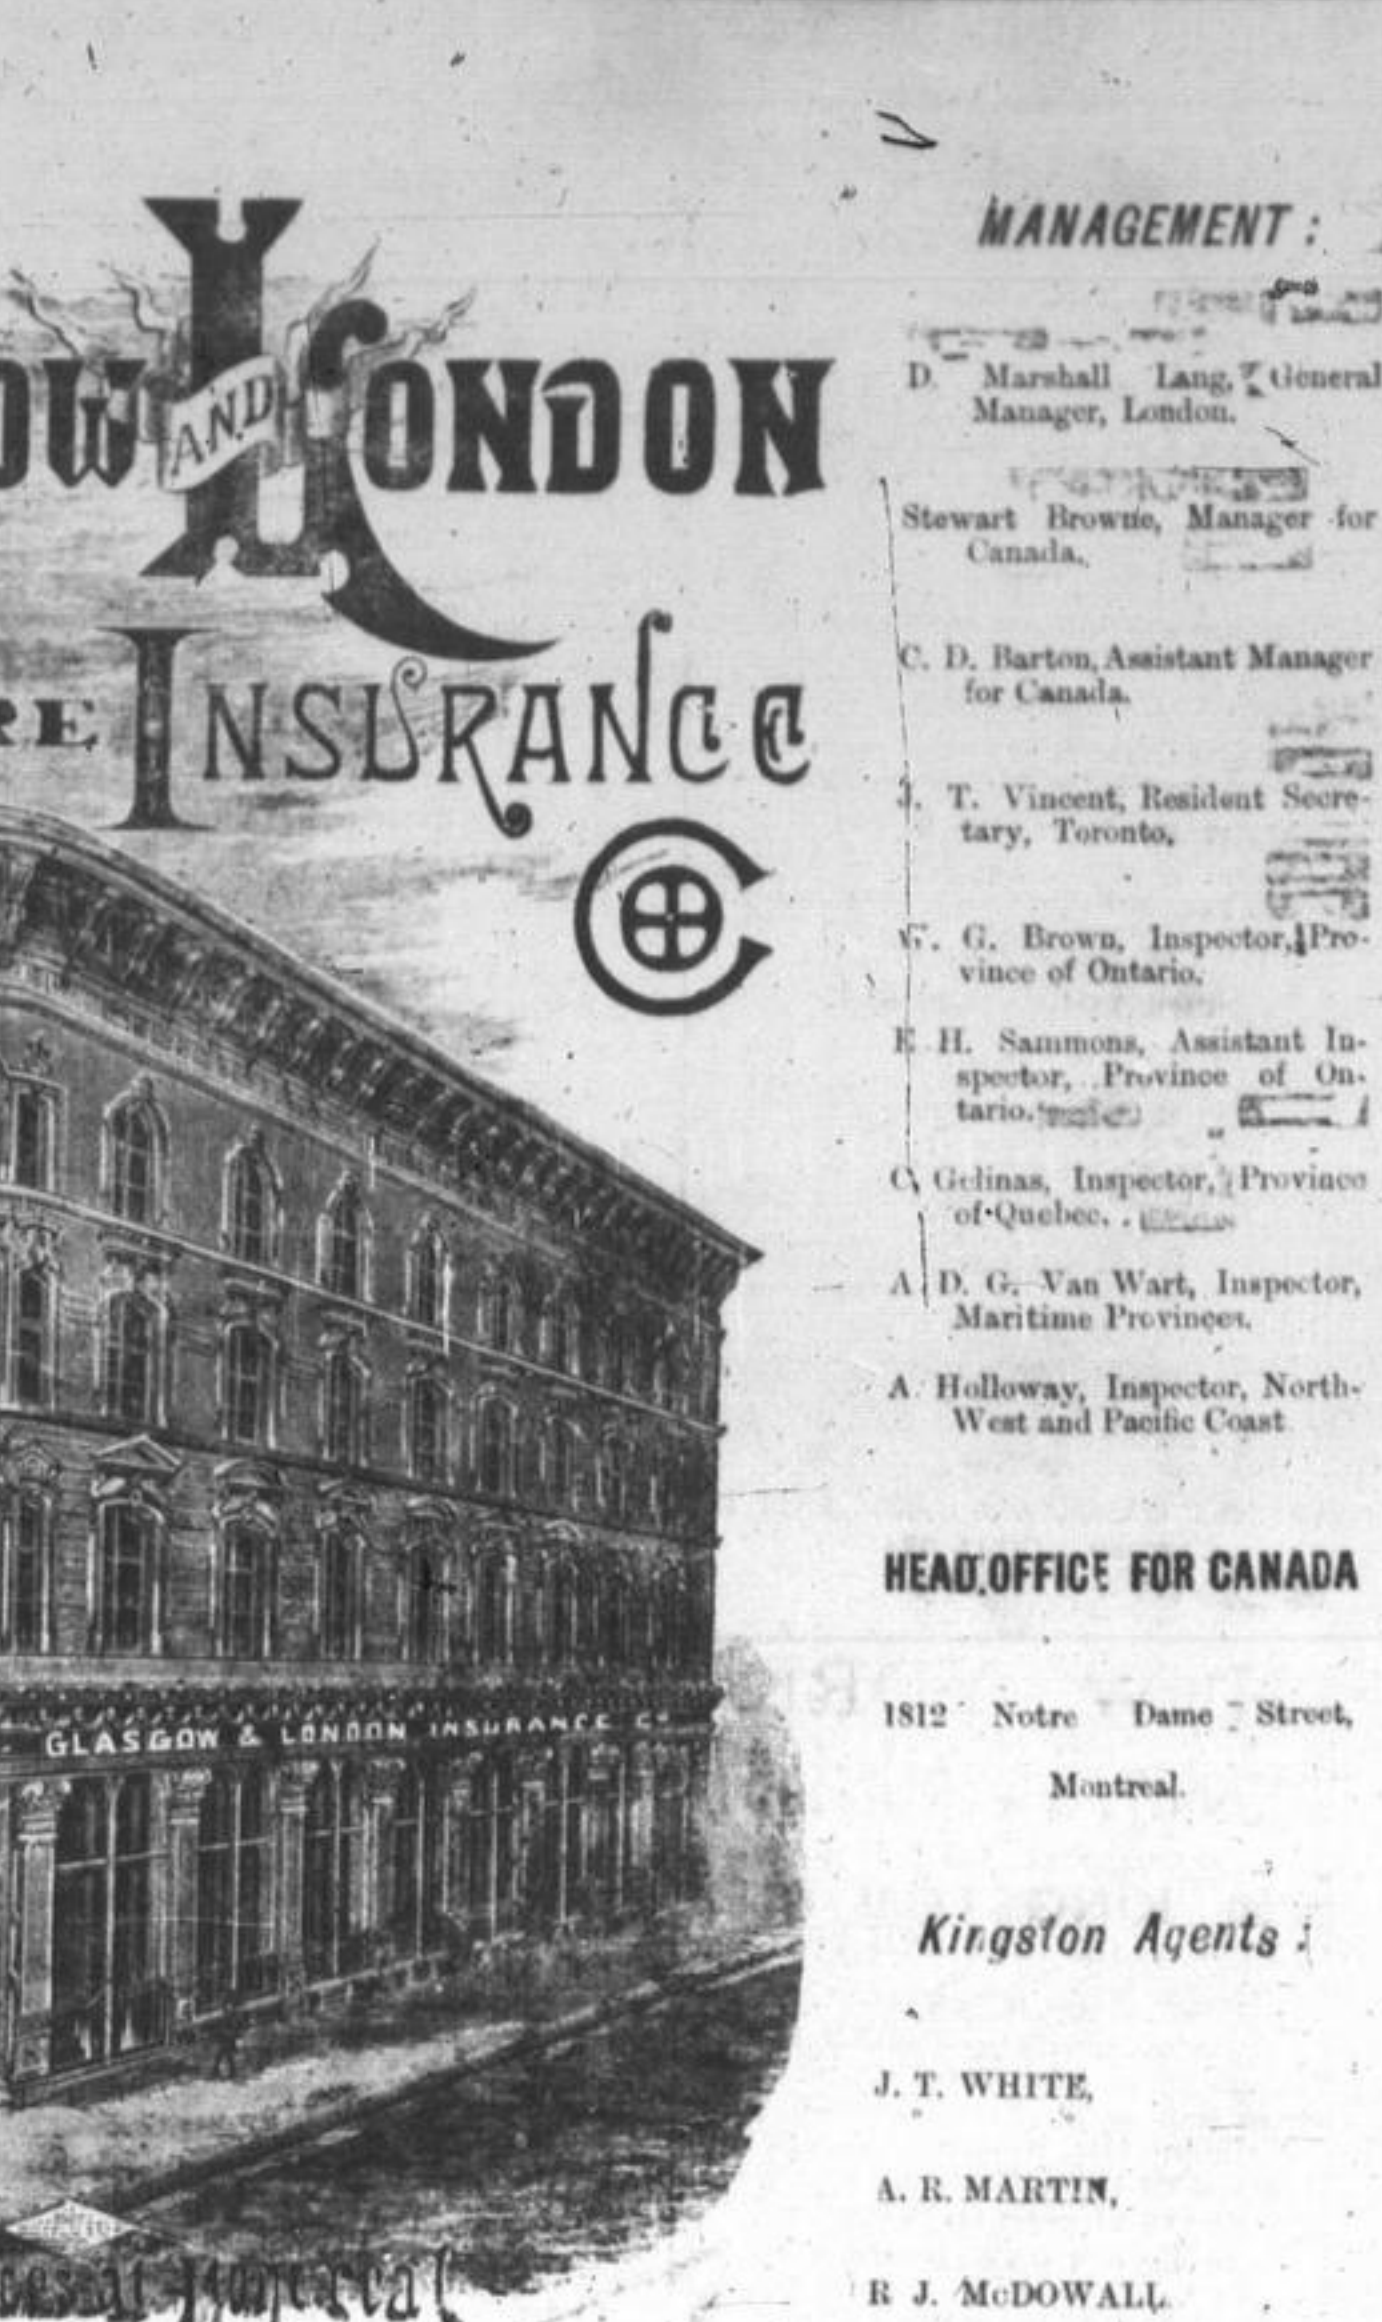 OW AND LONDON
RE INSURANCE
Co
GLASGOW & LONDON INSURANCE Co
ces at Montreal
MANAGEMENT :
D. Marshall Lang, General
Manager, London.
Stewart Browne, Manager for
Canada.
C. D. Barton, Assistant Manager
for Canada.
J. T. Vincent, Resident Secre-
tary, Toronto.
G. Brown, Inspector, Pro-
vince of Ontario.
E H. Sammons, Assistant In-
spector, Province of On-
tario.
C. Gelinas, Inspector, Province
of Quebec.
A D. G. Van Wart, Inspector,
Maritime Provinces.
A. Holloway, Inspector, North-
West and Pacific Coast
HEAD OFFICE FOR CANADA
1812 Notre Dame Street,
Montreal.
Kingston Agents :
J. T. WHITE,
A. R. MARTIN,
R J. McDOWALL